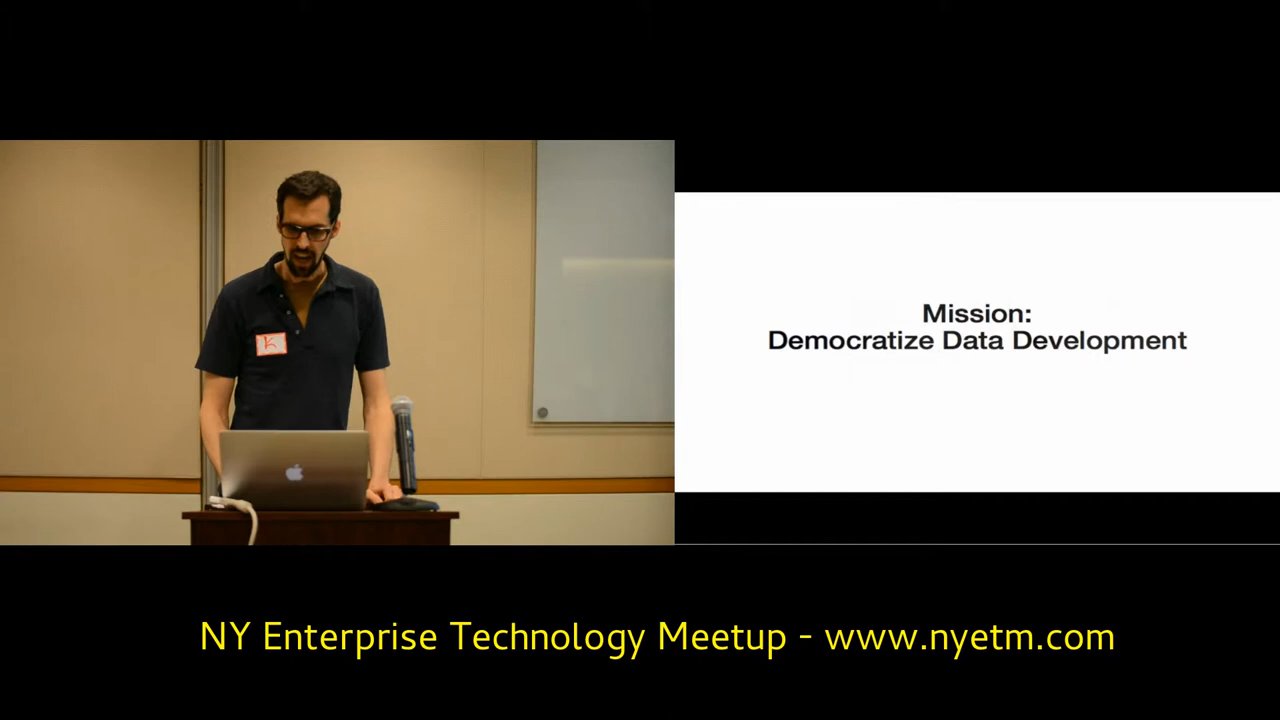 K
Mission:
Democratize Data Development
NY Enterprise Technology Meetup - www.nyetm.com